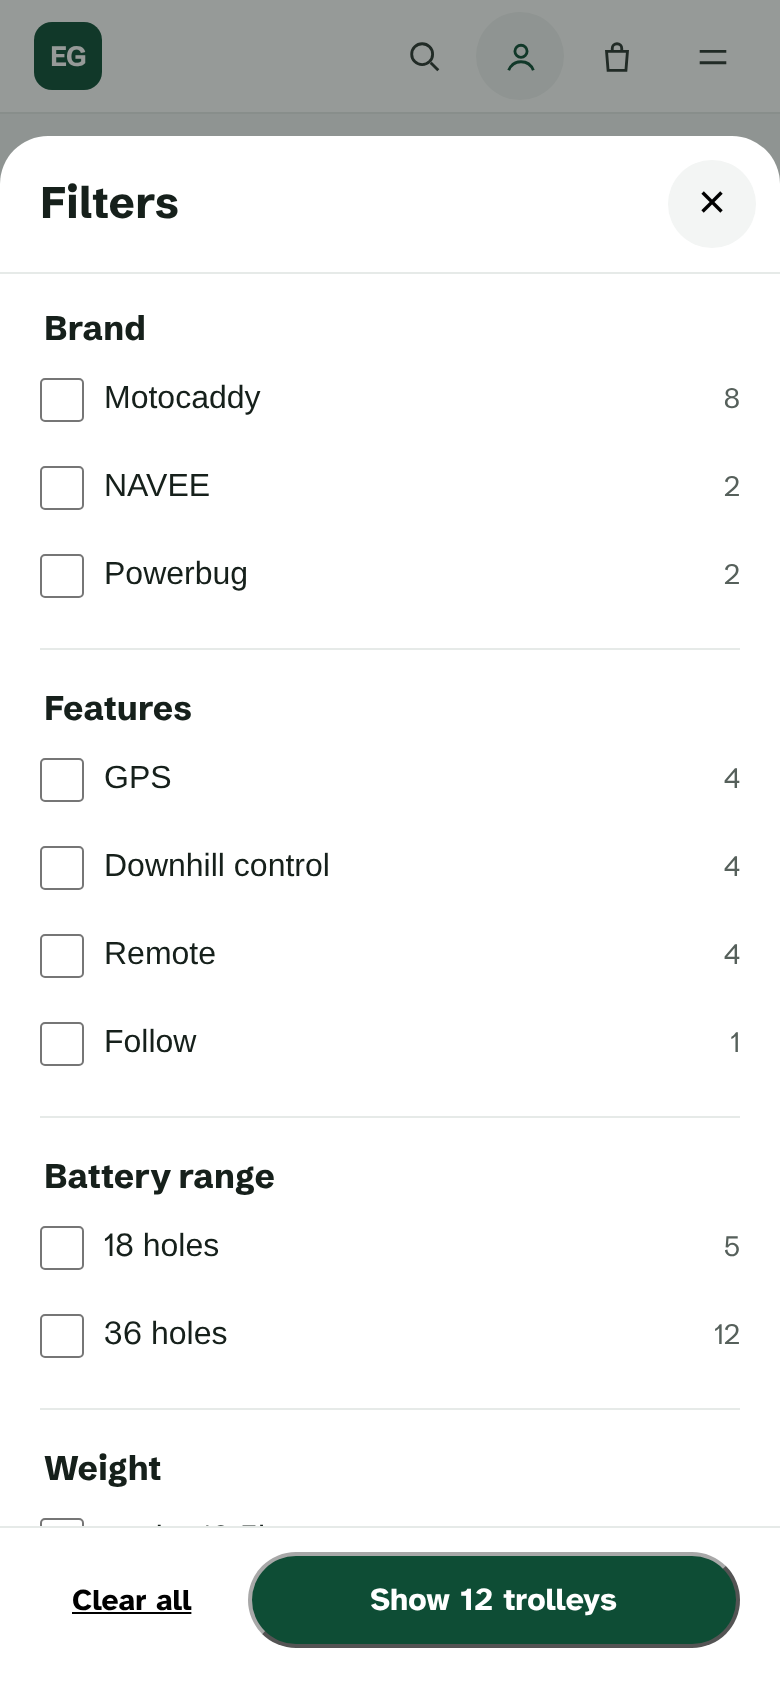 EG
Filters
Brand
Motocaddy 8
NAVEE 2
Powerbug 2
Features
GPS 4
Downhill control 4
Remote 4
Follow 1
Battery range
18 holes 5
36 holes 12
Weight
Clear all
Show 12 trolleys